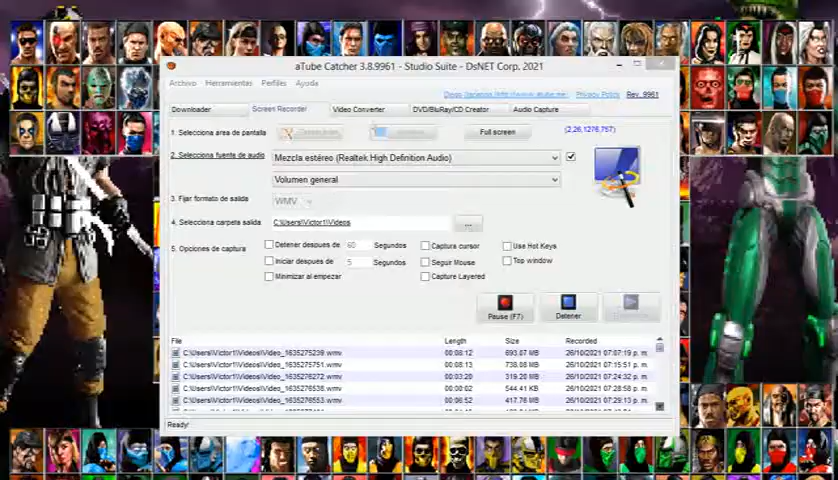 aTube Catcher 3.8.9961 - Studio Suite - DsNET Corp. 2021
Archivo Herramientas Perfiles Ayuda
Privacy Policy Rev. 9961
Downloader Screen Recorder Video Converter DVD/BluRay/CD Creator Audio Capture
1. Selecciona area de pantalla Full screen (2,26,1276,757)
2. Selecciona fuente de audio Mezcla estéreo (Realtek High Definition Audio)
Volumen general
3. Fijar formato de salida WMV
4. Selecciona carpeta salida C:\Users\Victor1\Videos ...
5. Opciones de captura Detener despues de 60 Segundos Captura cursor Use Hot Keys
Iniciar despues de 5 Segundos Seguir Mouse Top window
Minimizar al empezar Capture Layered
Pause (F7) Detener
File Length Size Recorded
C:\Users\Victor1\Videos\Video_1635275239.wmv 00:08:12 693.07 MB 26/10/2021 07:07:19 p. m.
C:\Users\Victor1\Videos\Video_1635275751.wmv 00:08:13 738.08 MB 26/10/2021 07:15:51 p. m.
C:\Users\Victor1\Videos\Video_1635276272.wmv 00:03:20 319.20 MB 26/10/2021 07:24:32 p. m.
C:\Users\Victor1\Videos\Video_1635276538.wmv 00:00:02 544.41 KB 26/10/2021 07:28:58 p. m.
C:\Users\Victor1\Videos\Video_1635276553.wmv 00:06:52 417.76 MB 26/10/2021 07:29:13 p. m.
Ready